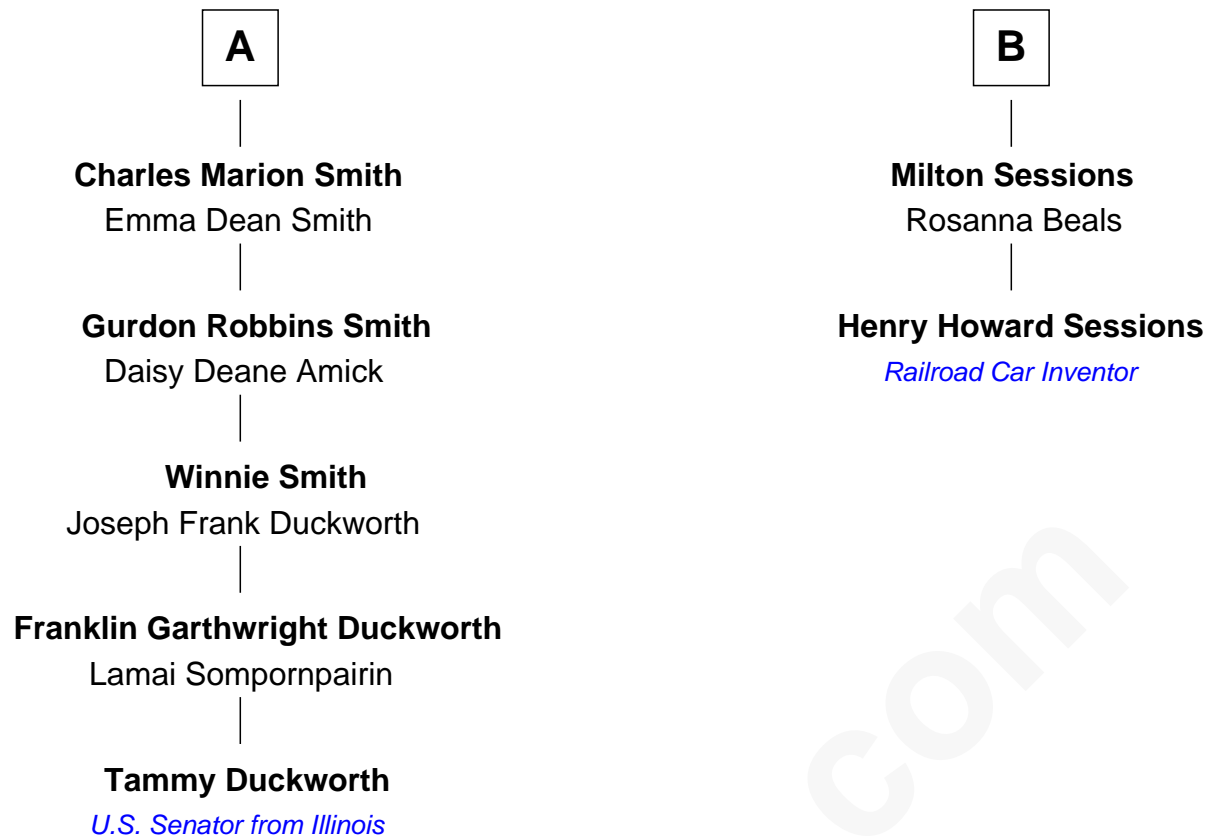 A
Charles Marion Smith
Emma Dean Smith
Gurdon Robbins Smith
Daisy Deane Amick
Winnie Smith
Joseph Frank Duckworth
Franklin Garthwright Duckworth
Lamai Sompornpairin
Tammy Duckworth
U.S. Senator from Illinois
B
Milton Sessions
Rosanna Beals
Henry Howard Sessions
Railroad Car Inventor
com